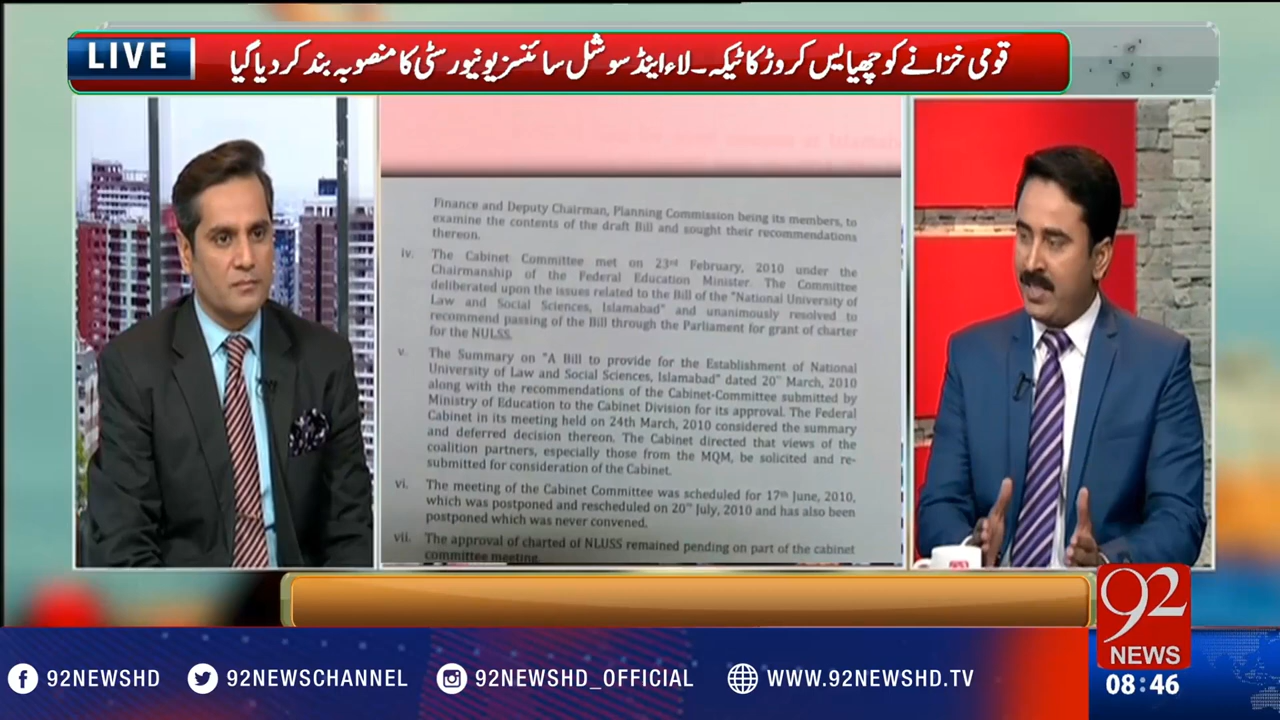 LIVE
قومی خزانے کو چھیالیس کروڑ کا ٹیکہ ۔ لاء اینڈ سوشل سائنسز یونیورسٹی کا منصوبہ بند کر دیا گیا
Finance and Deputy Chairman, Planning Commission being its members, to
examine the contents of the draft Bill and sought their recommendations
thereon.
iv. The Cabinet Committee met on 23rd February, 2010 under the
Chairmanship of the Federal Education Minister. The Committee
deliberated upon the issues related to the Bill of the "National University of
Law and Social Sciences, Islamabad" and unanimously resolved to
recommend passing of the Bill through the Parliament for grant of charter
for the NULSS.
v. The Summary on "A Bill to provide for the Establishment of National
University of Law and Social Sciences, Islamabad" dated 20th March, 2010
along with the recommendations of the Cabinet-Committee submitted by
Ministry of Education to the Cabinet Division for its approval. The Federal
Cabinet in its meeting held on 24th March, 2010 considered the summary
and deferred decision thereon. The Cabinet directed that views of the
coalition partners, especially those from the MQM, be solicited and re-
submitted for consideration of the Cabinet.
vi. The meeting of the Cabinet Committee was scheduled for 17th June, 2010,
which was postponed and rescheduled on 20th July, 2010 and has also been
postponed which was never convened.
vii. The approval of charted of NLUSS remained pending on part of the cabinet
committee meeting.
92
NEWS
08:46
92NEWSHD
92NEWSCHANNEL
92NEWSHD_OFFICIAL
WWW.92NEWSHD.TV